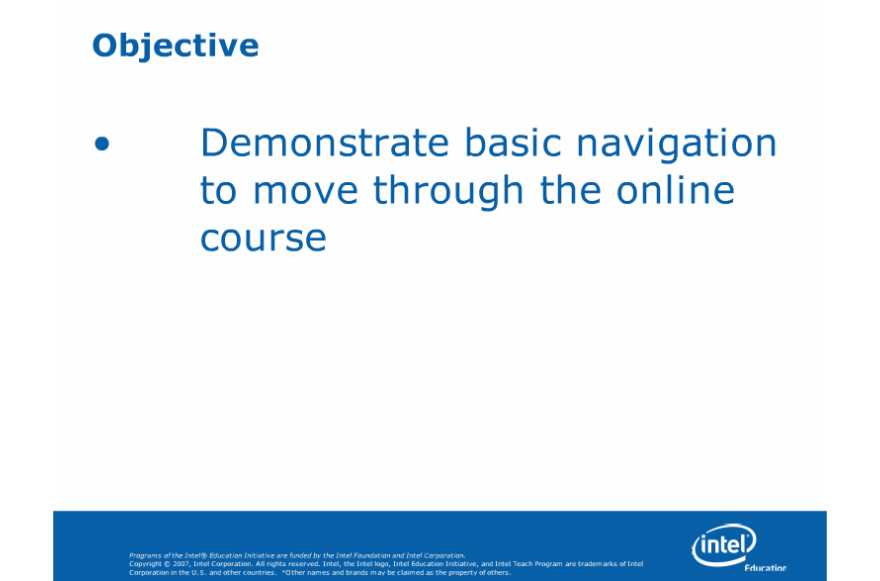 Objective
• Demonstrate basic navigation
to move through the online
course
Programs of the Intel® Education Initiative are funded by the Intel Foundation and Intel Corporation.
Copyright © 2007, Intel Corporation. All rights reserved. Intel, the Intel logo, Intel Education Initiative, and Intel Teach Program are trademarks of Intel
Corporation in the U.S. and other countries. *Other names and brands may be claimed as the property of others.
intel
Education